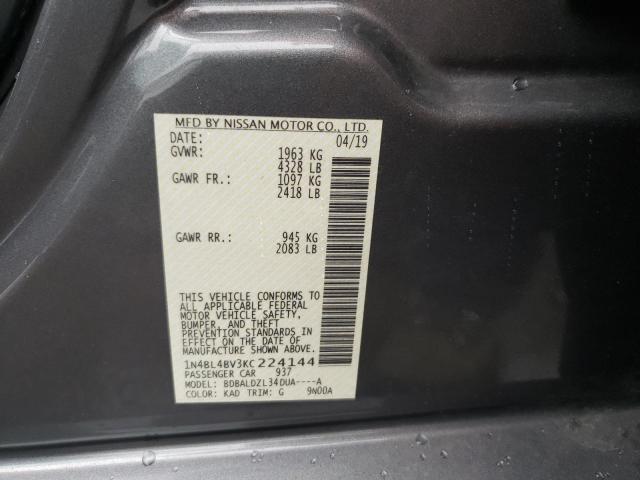 MFD BY NISSAN MOTOR CO., LTD.
DATE: 04/19
GVWR: 1963 KG
4328 LB
GAWR FR.: 1097 KG
2418 LB
GAWR RR.: 945 KG
2083 LB
THIS VEHICLE CONFORMS TO
ALL APPLICABLE FEDERAL
MOTOR VEHICLE SAFETY,
BUMPER, AND THEFT
PREVENTION STANDARDS IN
EFFECT ON THE DATE OF
MANUFACTURE SHOWN ABOVE.
1N4BL4BV3KC224144
PASSENGER CAR 937
MODEL: BDBALDZL34DUA----A
COLOR: KAD TRIM: G 9N00A